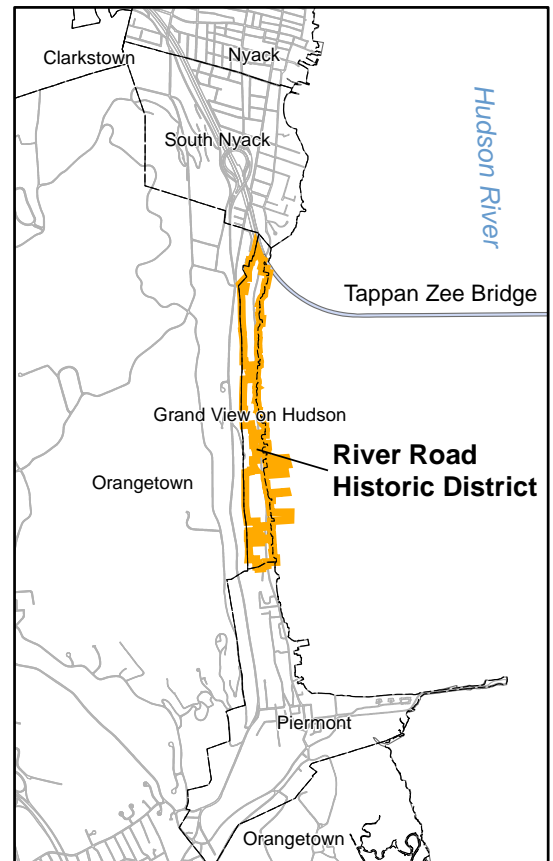 Clarkstown
Nyack
South Nyack
Hudson River
Tappan Zee Bridge
Grand View on Hudson
River Road
Historic District
Orangetown
Piermont
Orangetown